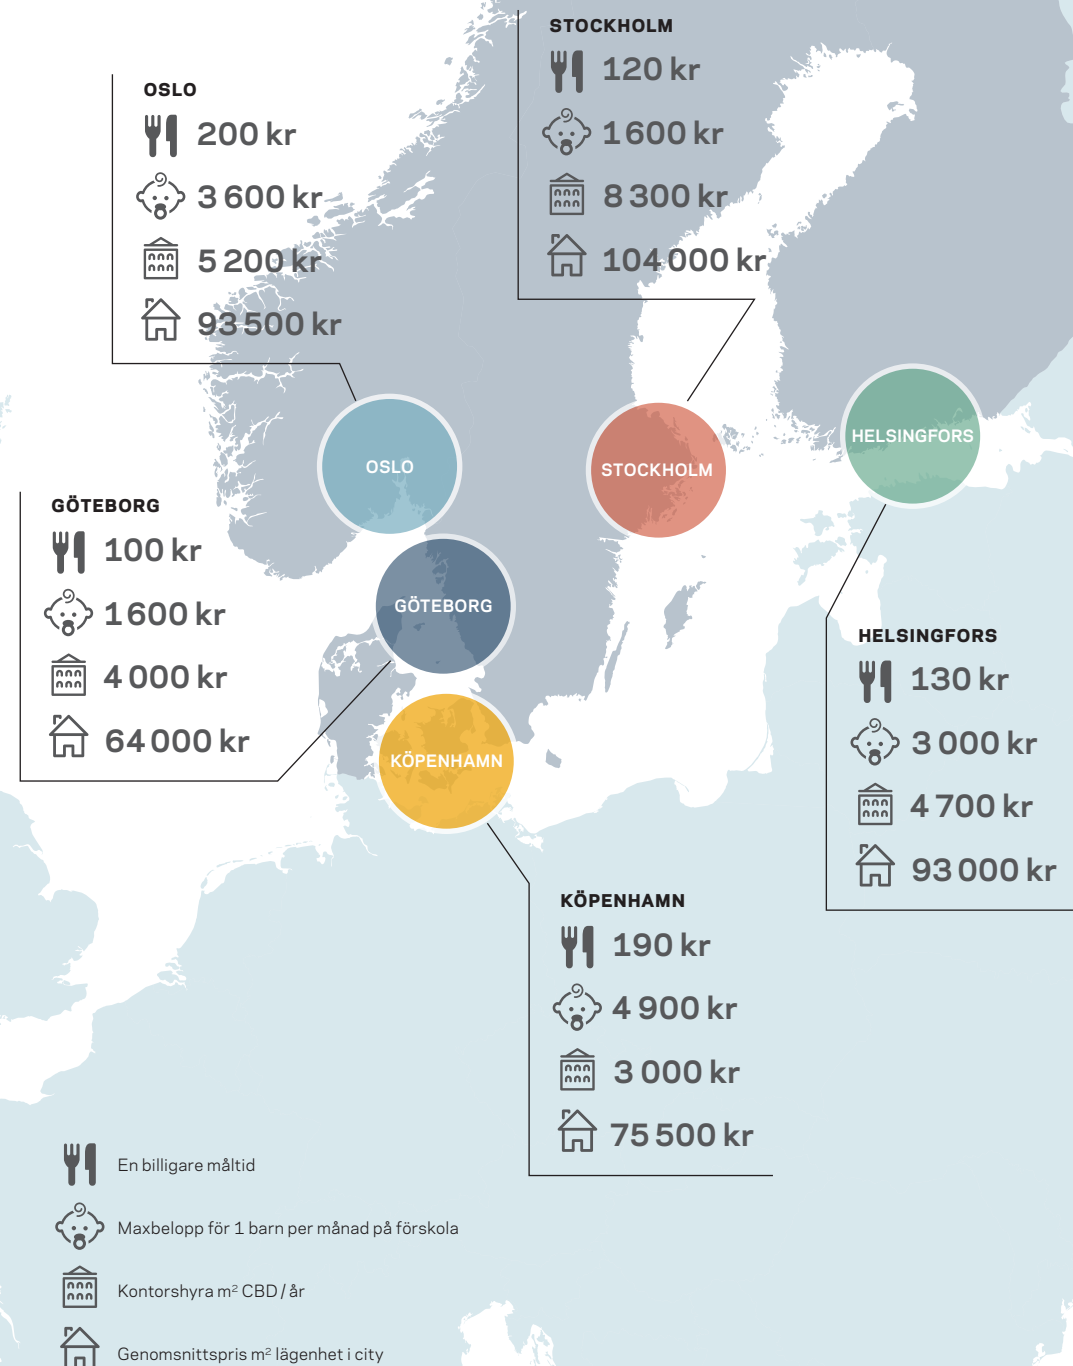 STOCKHOLM
120 kr
1 600 kr
8 300 kr
104 000 kr
OSLO
200 kr
3 600 kr
5 200 kr
93 500 kr
OSLO
STOCKHOLM
HELSINGFORS
GÖTEBORG
KÖPENHAMN
GÖTEBORG
100 kr
1 600 kr
4 000 kr
64 000 kr
HELSINGFORS
130 kr
3 000 kr
4 700 kr
93 000 kr
KÖPENHAMN
190 kr
4 900 kr
3 000 kr
75 500 kr
En billigare måltid
Maxbelopp för 1 barn per månad på förskola
Kontorshyra m² CBD / år
Genomsnittspris m² lägenhet i city